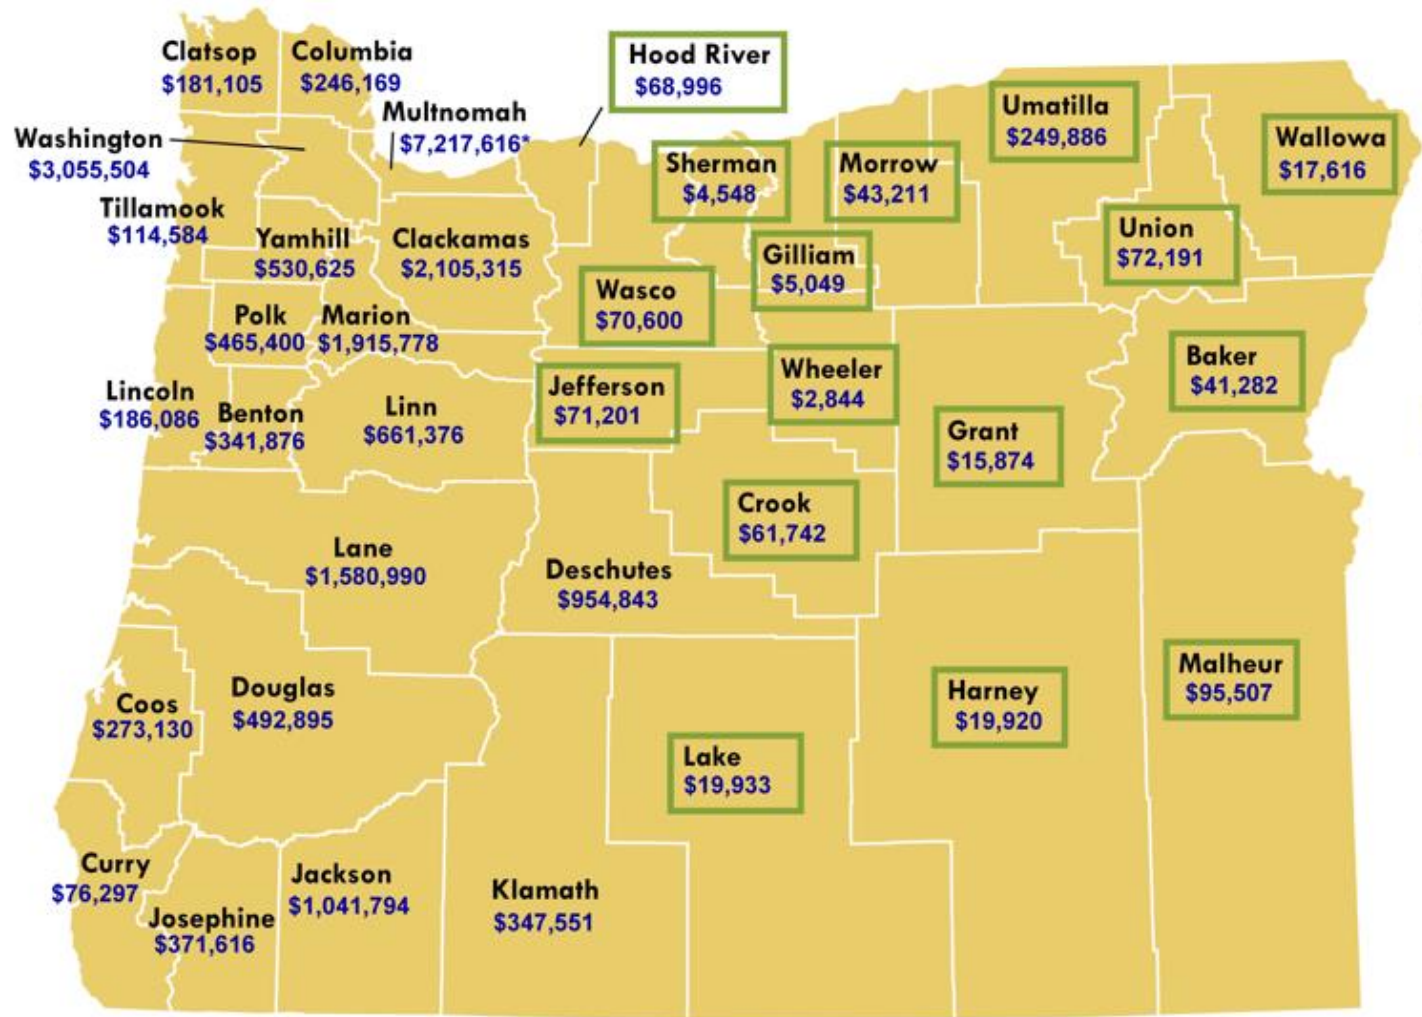 Clatsop
$181,105
Columbia
$246,169
Hood River
$68,996
Multnomah
$7,217,616*
Washington
$3,055,504
Umatilla
$249,886
Wallowa
$17,616
Sherman
$4,548
Morrow
$43,211
Tillamook
$114,584
Yamhill
$530,625
Clackamas
$2,105,315
Gilliam
$5,049
Union
$72,191
Wasco
$70,600
Polk
$465,400
Marion
$1,915,778
Wheeler
$2,844
Baker
$41,282
Lincoln
$186,086
Benton
$341,876
Linn
$661,376
Jefferson
$71,201
Grant
$15,874
Crook
$61,742
Lane
$1,580,990
Deschutes
$954,843
Coos
$273,130
Douglas
$492,895
Harney
$19,920
Malheur
$95,507
Lake
$19,933
Curry
$76,297
Josephine
$371,616
Jackson
$1,041,794
Klamath
$347,551